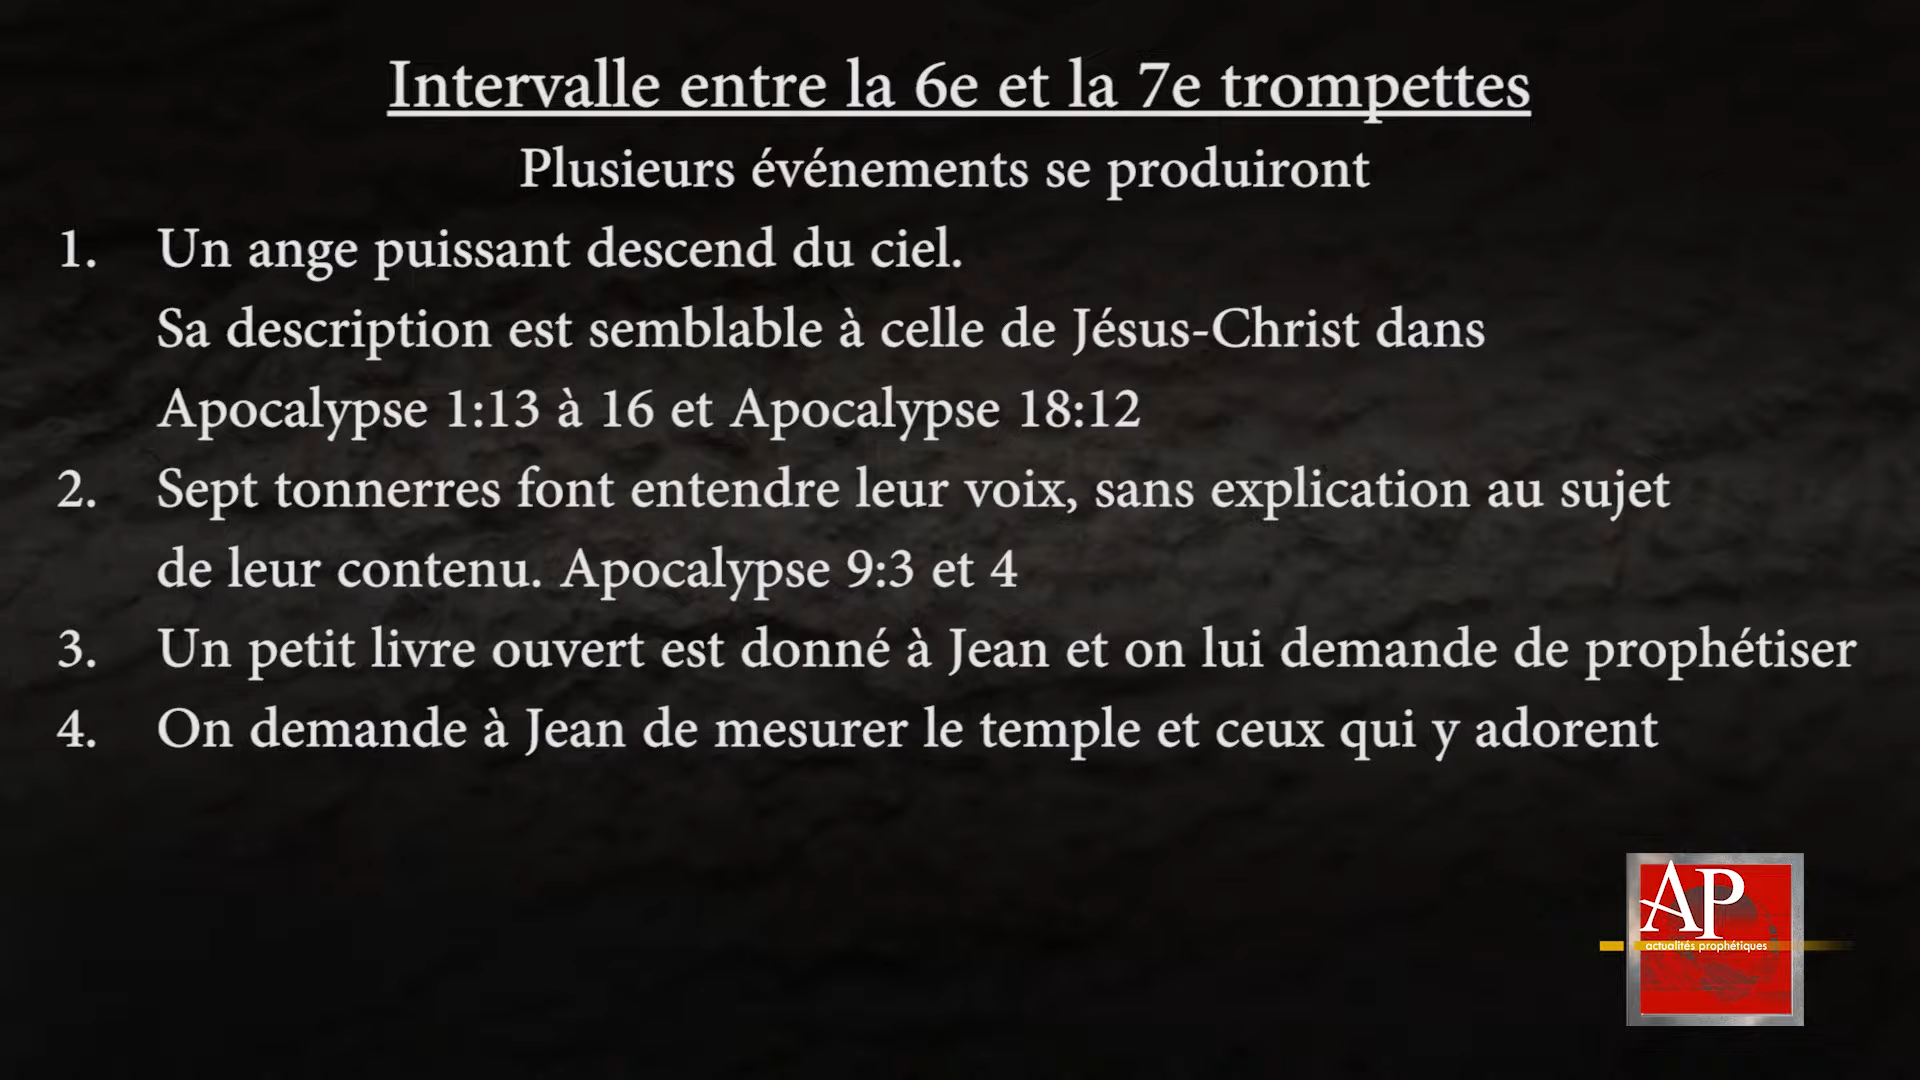 Intervalle entre la 6e et la 7e trompettes
Plusieurs événements se produiront
1. Un ange puissant descend du ciel.
Sa description est semblable à celle de Jésus-Christ dans
Apocalypse 1:13 à 16 et Apocalypse 18:12
2. Sept tonnerres font entendre leur voix, sans explication au sujet
de leur contenu. Apocalypse 9:3 et 4
3. Un petit livre ouvert est donné à Jean et on lui demande de prophétiser
4. On demande à Jean de mesurer le temple et ceux qui y adorent
AP
actualités prophétiques